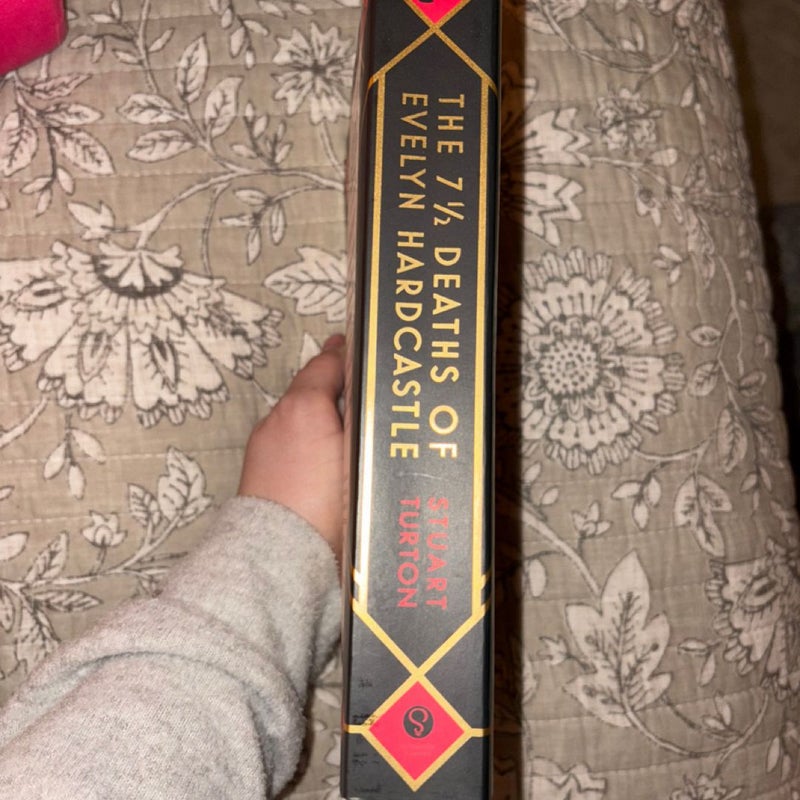 THE 7½ DEATHS OF
EVELYN HARDCASTLE
STUART
TURTON